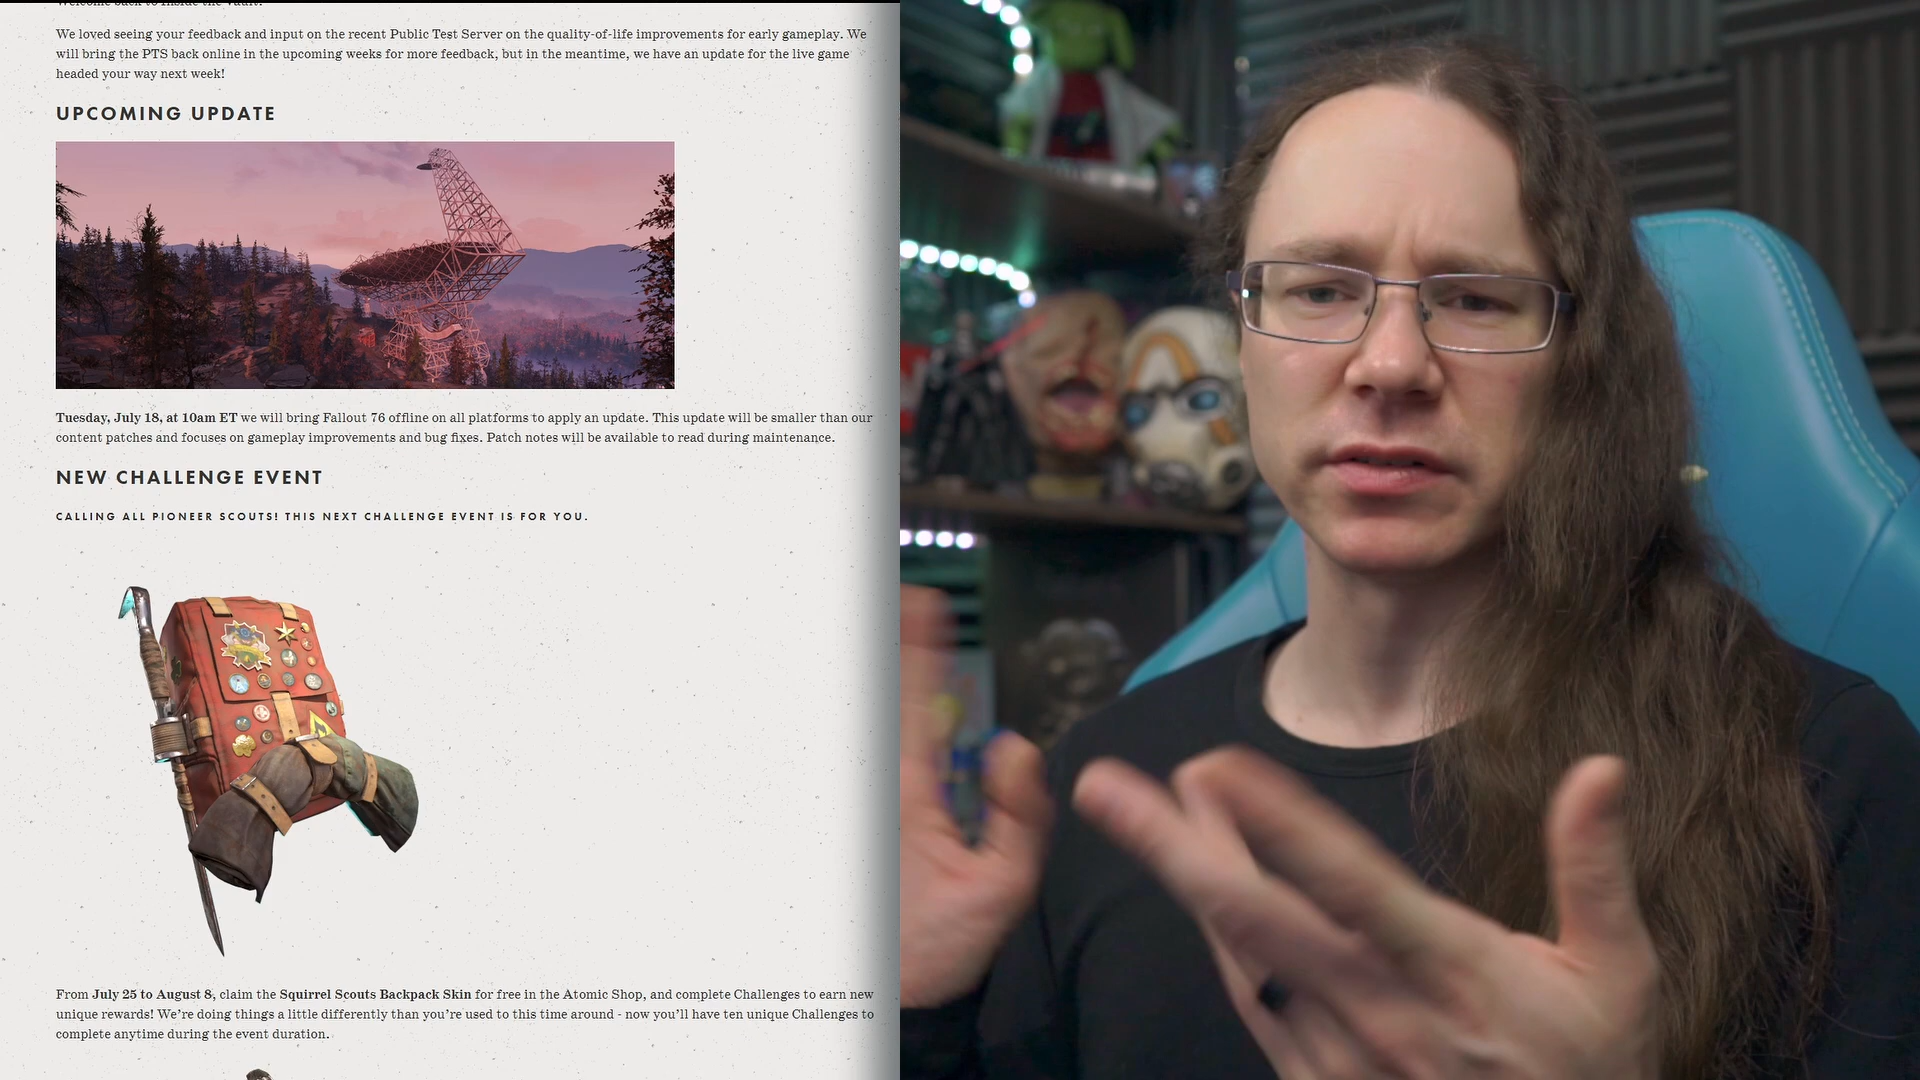 Welcome back to Inside the Vault!
We loved seeing your feedback and input on the recent Public Test Server on the quality-of-life improvements for early gameplay. We
will bring the PTS back online in the upcoming weeks for more feedback, but in the meantime, we have an update for the live game
headed your way next week!
UPCOMING UPDATE
Tuesday, July 18, at 10am ET we will bring Fallout 76 offline on all platforms to apply an update. This update will be smaller than our
content patches and focuses on gameplay improvements and bug fixes. Patch notes will be available to read during maintenance.
NEW CHALLENGE EVENT
CALLING ALL PIONEER SCOUTS! THIS NEXT CHALLENGE EVENT IS FOR YOU.
From July 25 to August 8, claim the Squirrel Scouts Backpack Skin for free in the Atomic Shop, and complete Challenges to earn new
unique rewards! We’re doing things a little differently than you’re used to this time around - now you’ll have ten unique Challenges to
complete anytime during the event duration.